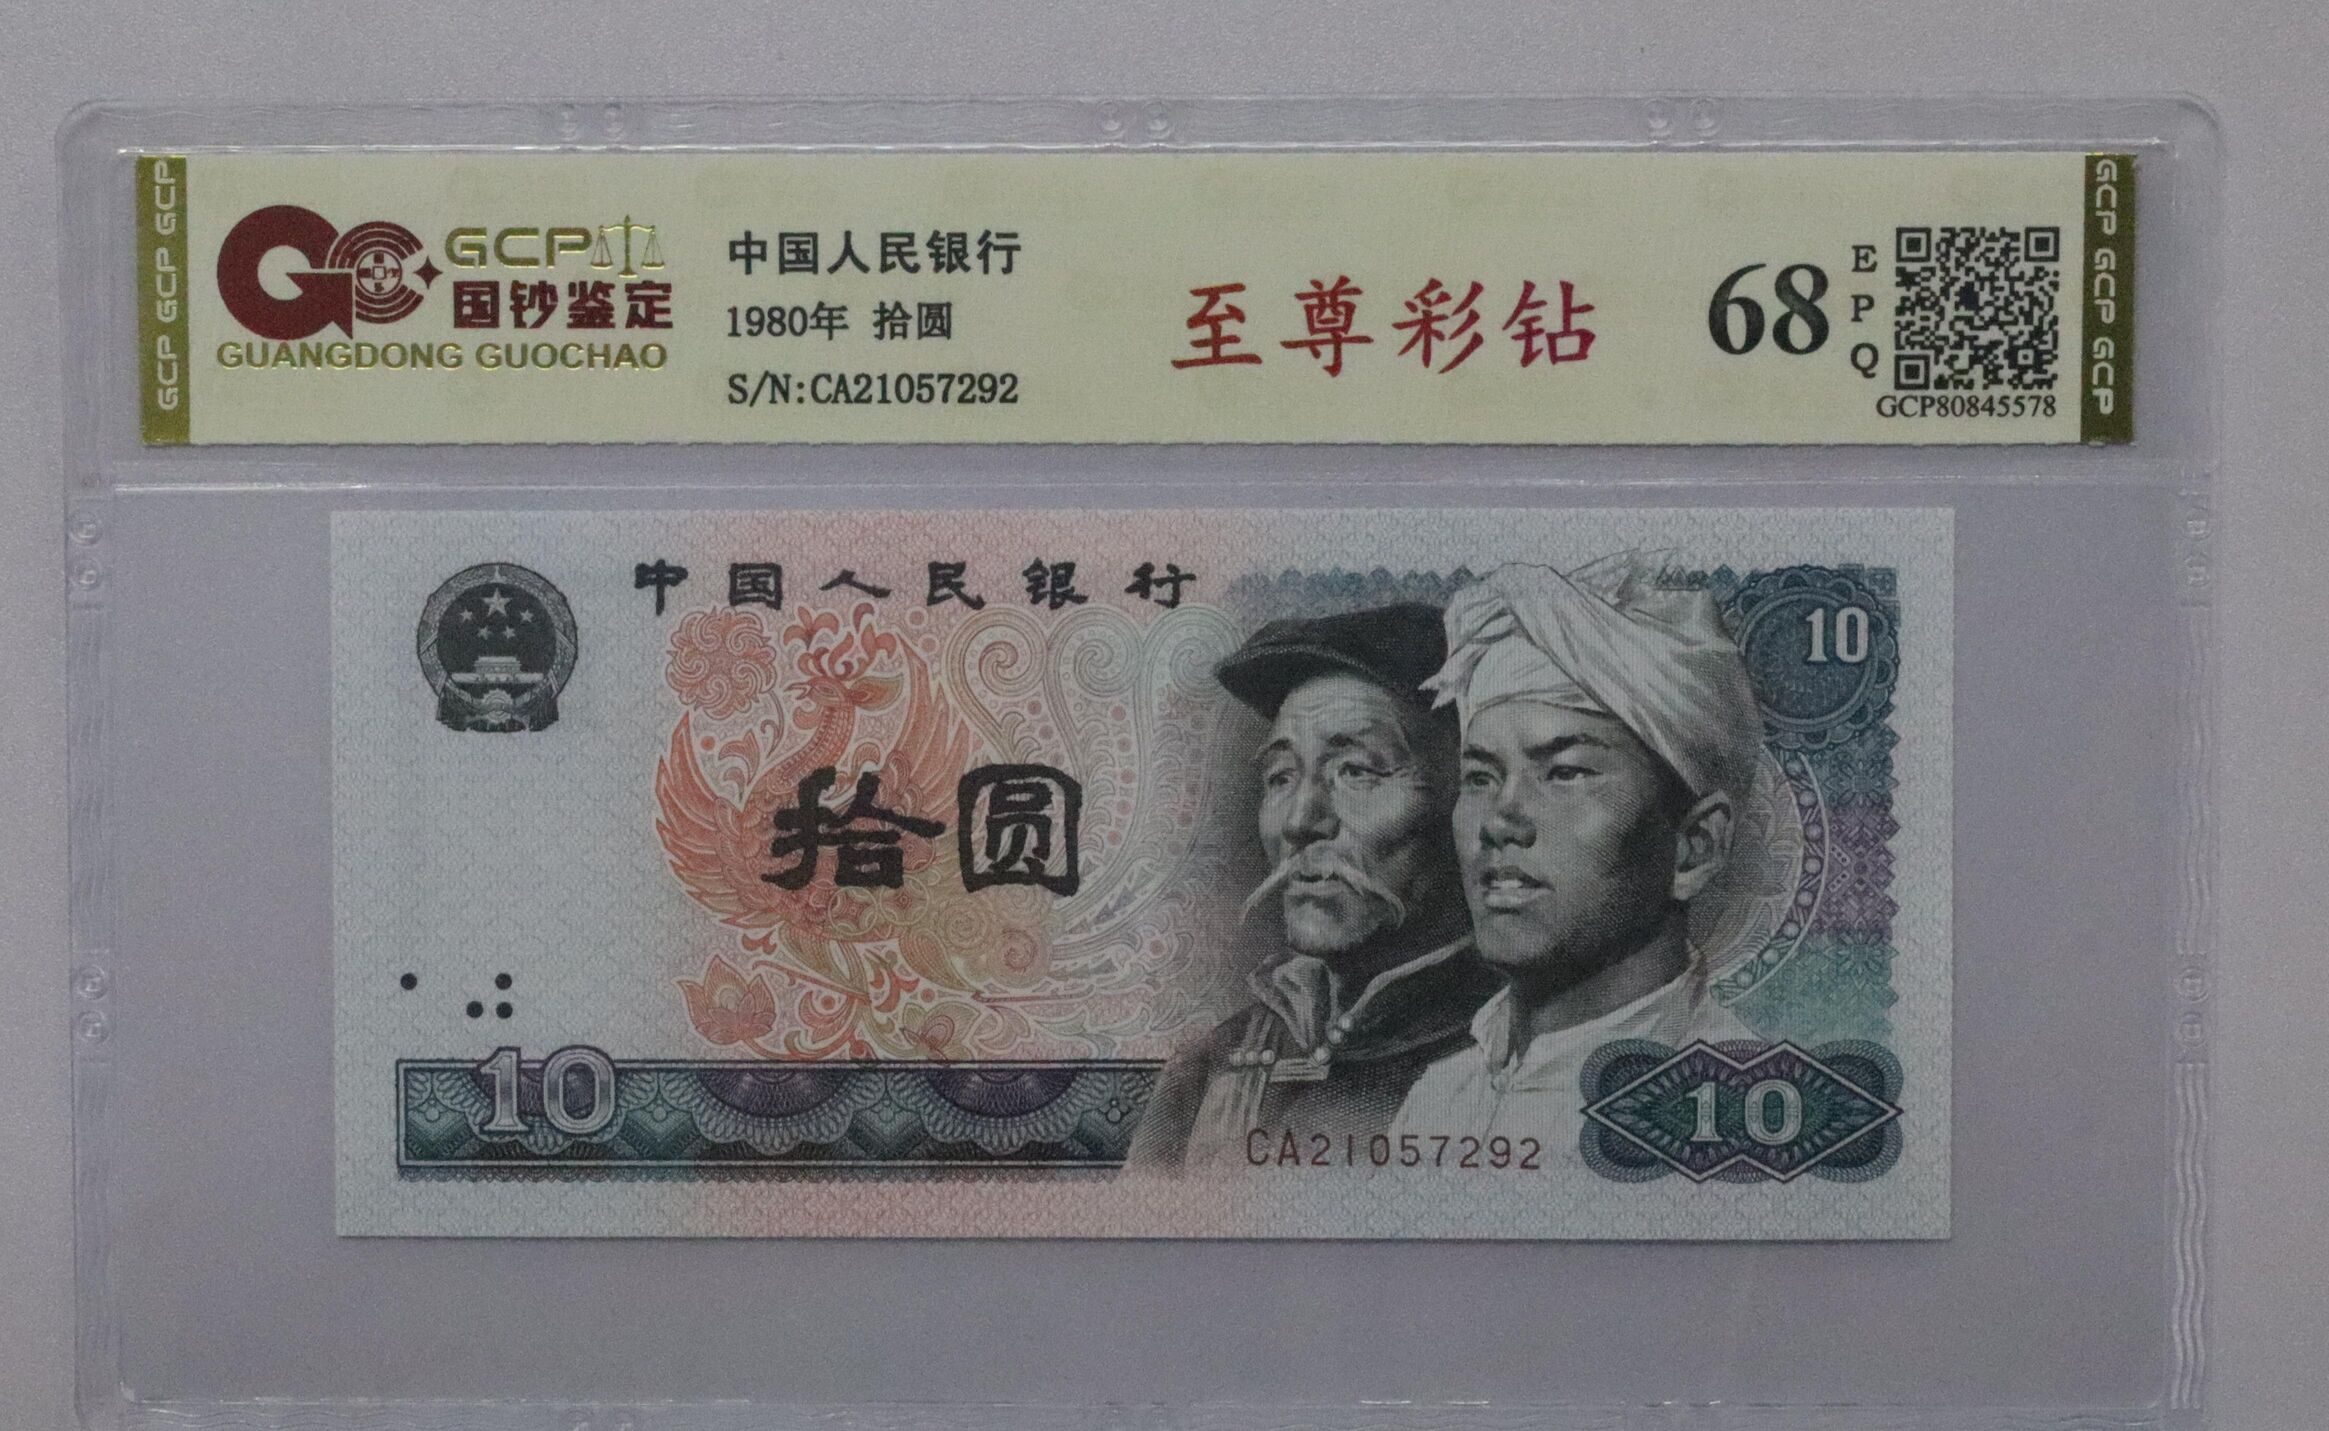 GCP GCP GCP
GCP
国钞鉴定
GUANGDONG GUOCHAO
中国人民银行
1980年 拾圆
S/N:CA21057292
至尊彩钻
68
EPQ
GCP80845578
GCP GCP GCP
中国人民银行
10
拾圆
10
CA21057292
10